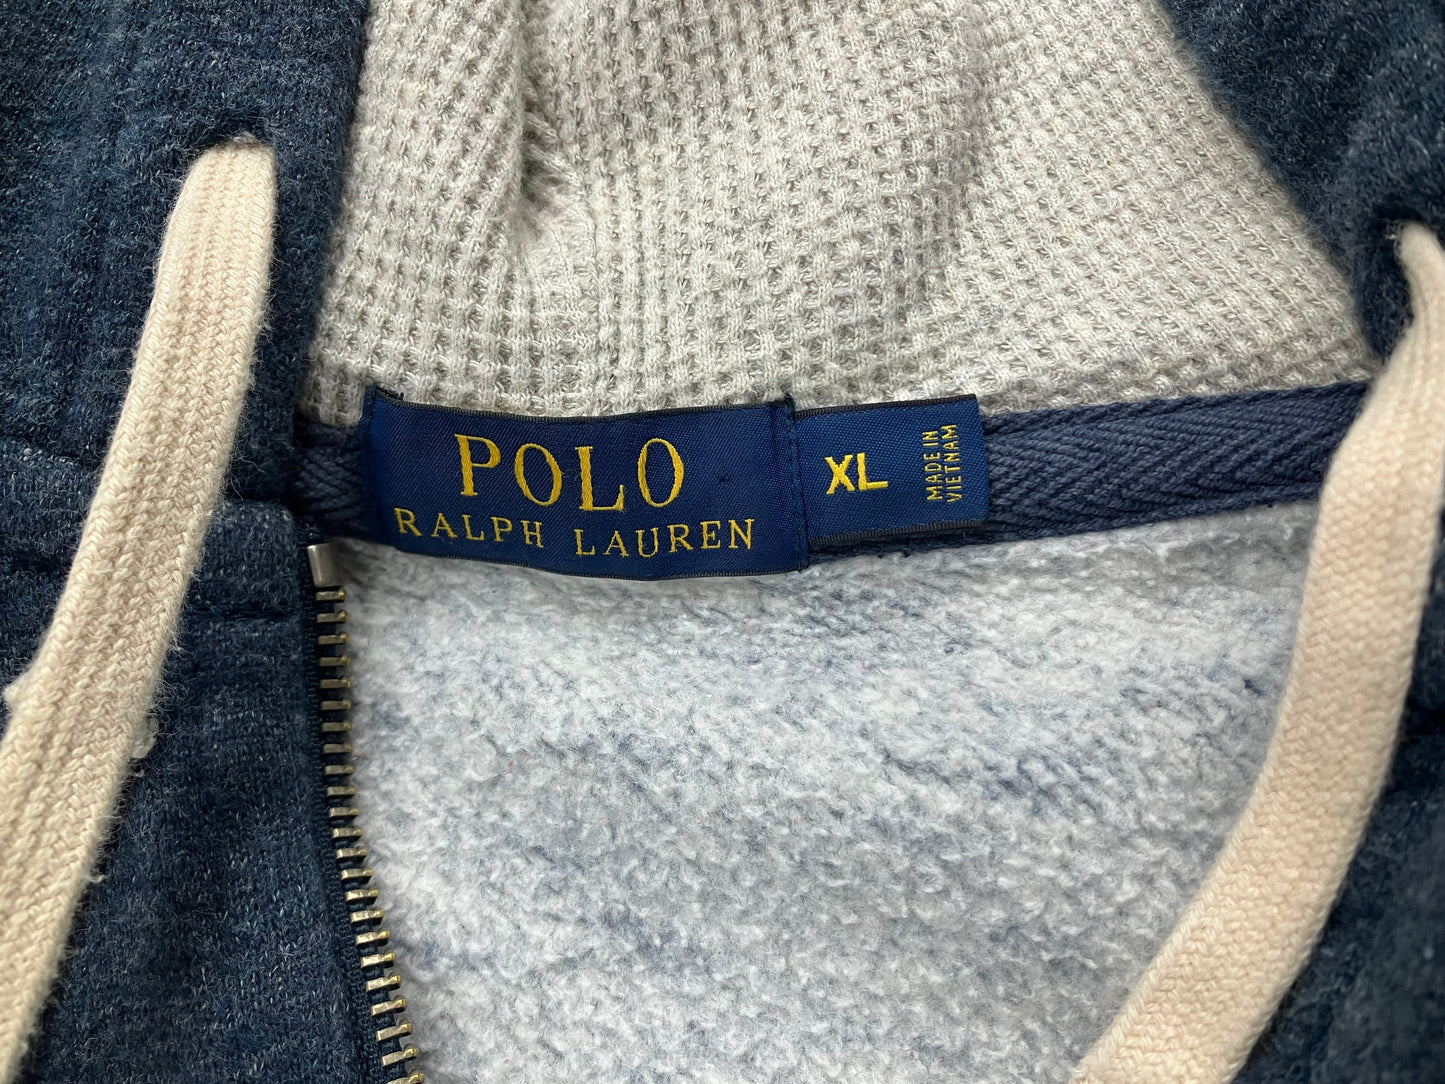 POLO
RALPH LAUREN
XL
MADE IN
VIETNAM